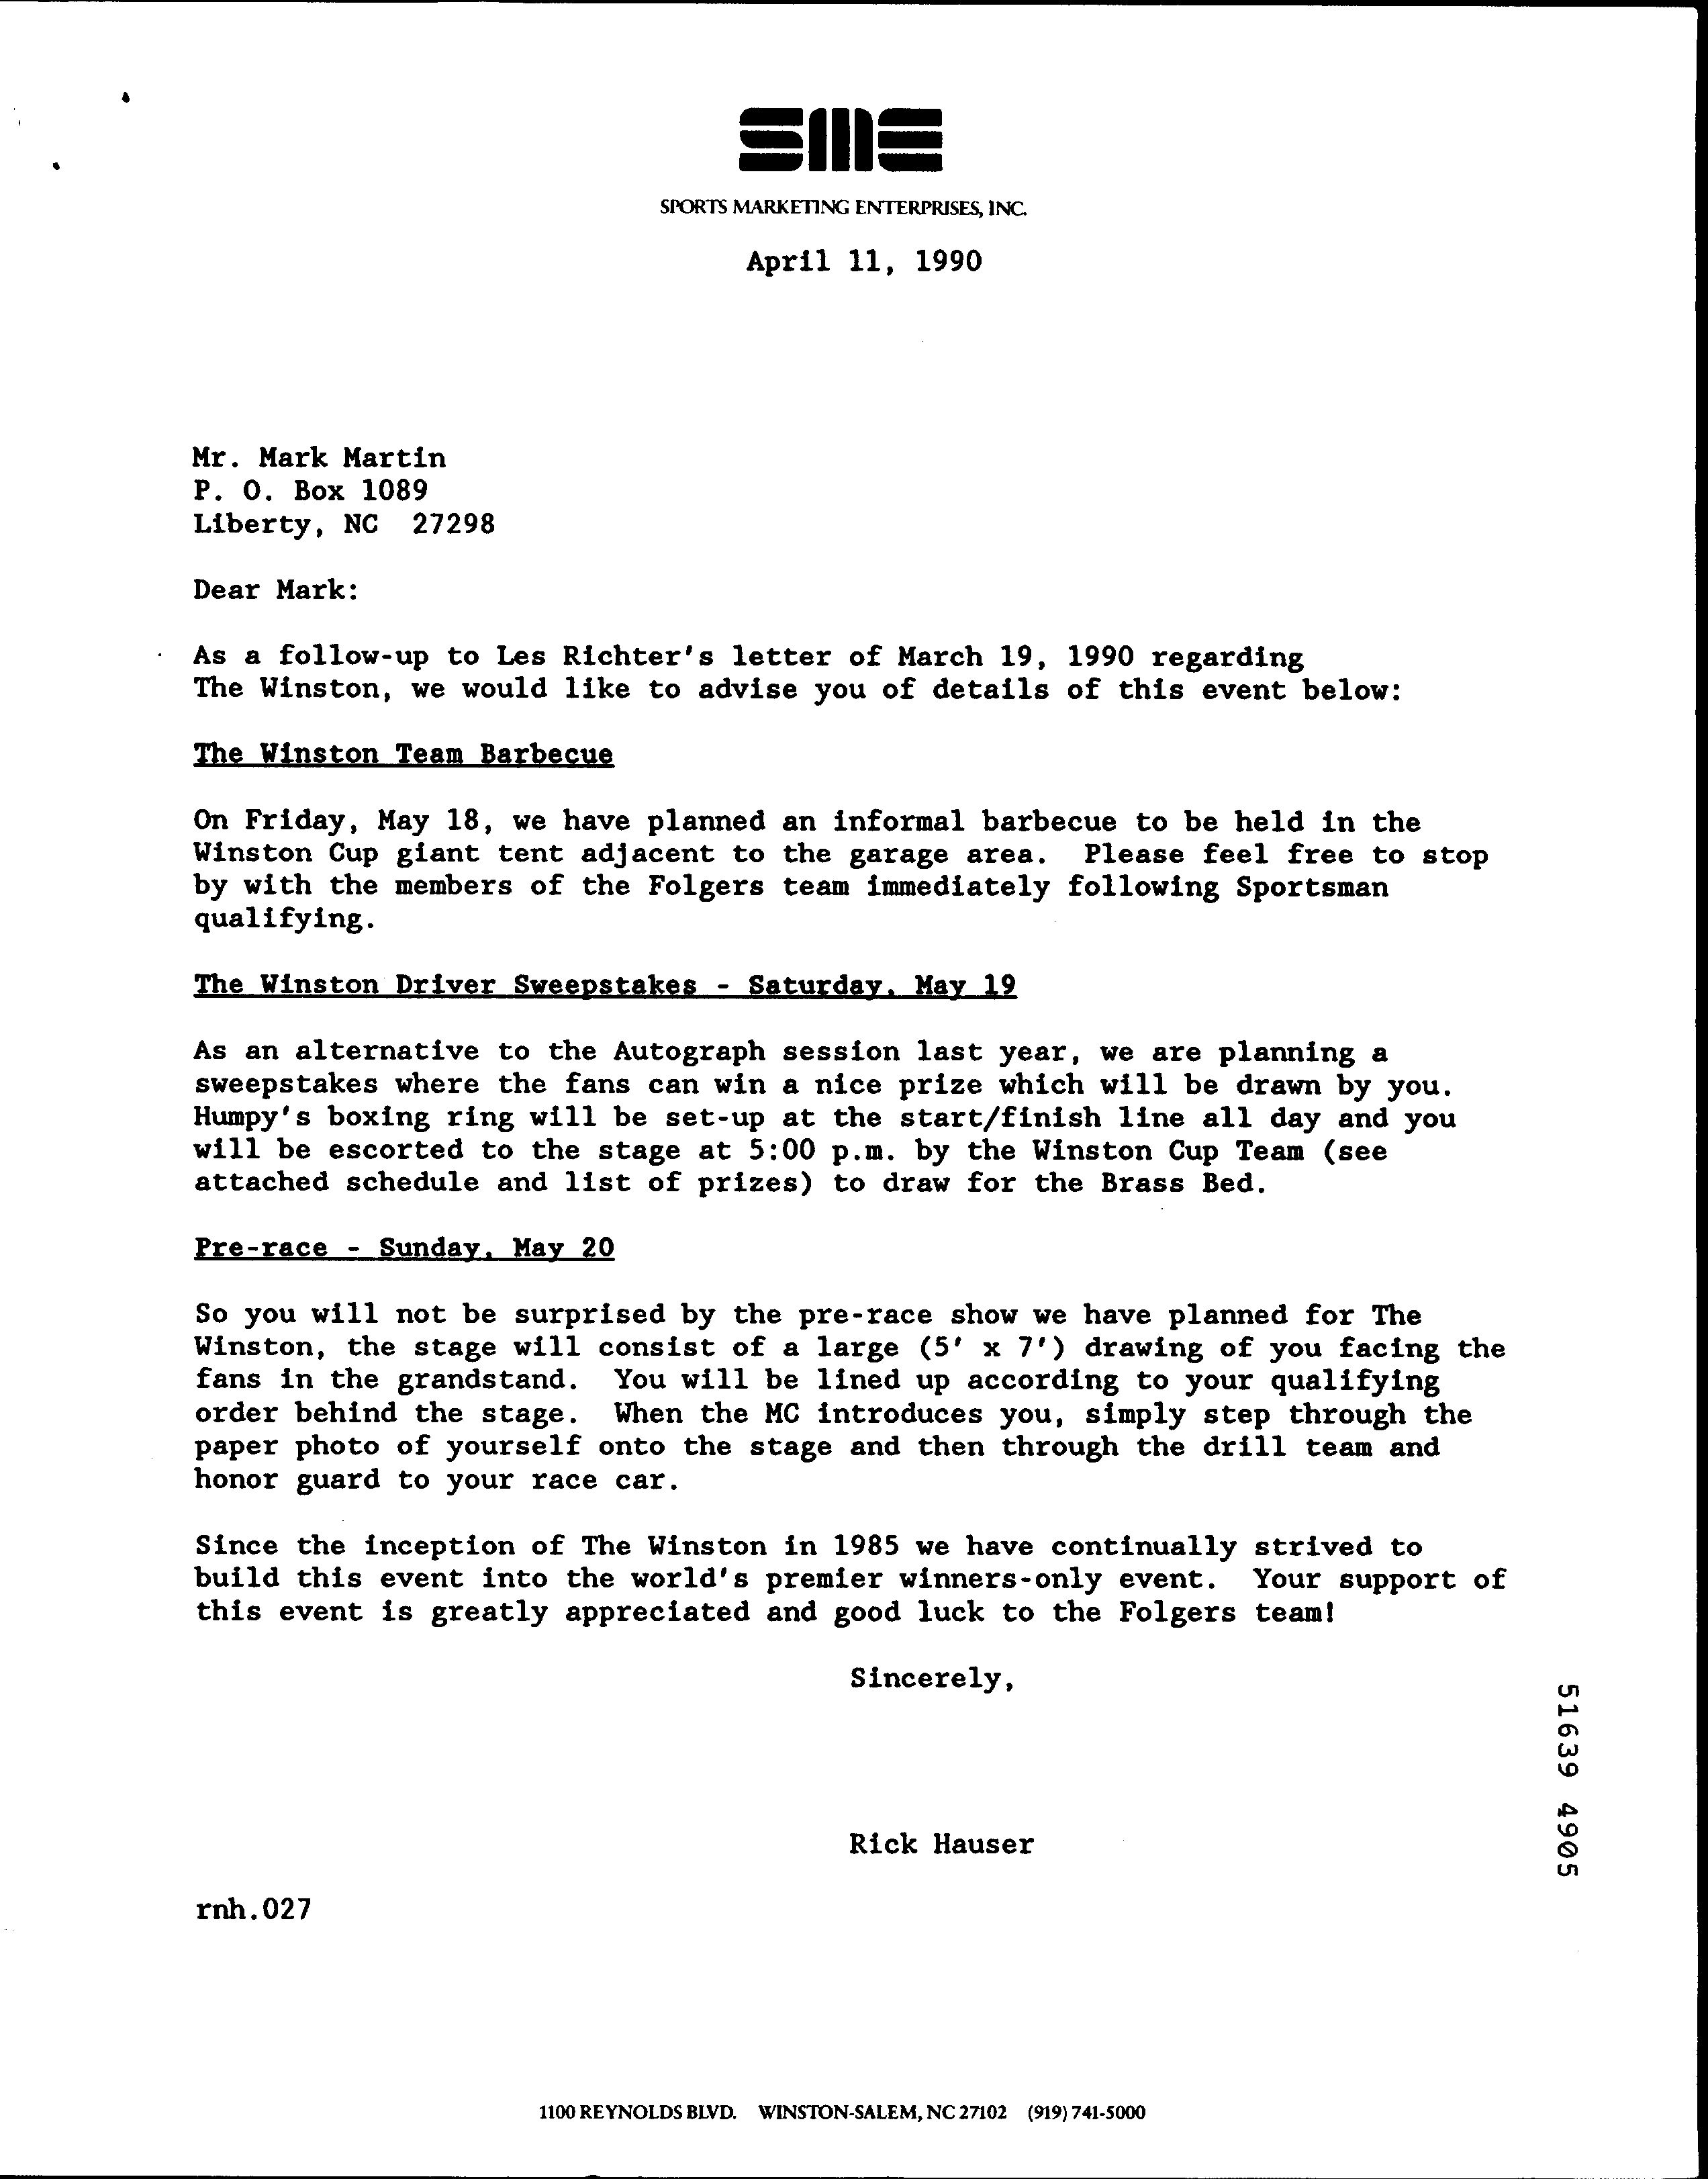 SME
SPORTS MARKETING ENTERPRISES, INC.
April 11, 1990
Mr. Mark Martin
P. O. Box 1089
Liberty, NC  27298
Dear Mark:
As a follow-up to Les Richter's letter of March 19, 1990 regarding
The Winston, we would like to advise you of details of this event below:
The Winston Team Barbecue
On Friday, May 18, we have planned an informal barbecue to be held in the
Winston Cup giant tent adjacent to the garage area.  Please feel free to stop
by with the members of the Folgers team immediately following Sportsman
qualifying.
The Winston Driver Sweepstakes - Saturday, May 19
As an alternative to the Autograph session last year, we are planning a
sweepstakes where the fans can win a nice prize which will be drawn by you.
Humpy's boxing ring will be set-up at the start/finish line all day and you
will be escorted to the stage at 5:00 p.m. by the Winston Cup Team (see
attached schedule and list of prizes) to draw for the Brass Bed.
Pre-race - Sunday, May 20
So you will not be surprised by the pre-race show we have planned for The
Winston, the stage will consist of a large (5' x 7') drawing of you facing the
fans in the grandstand.  You will be lined up according to your qualifying
order behind the stage.  When the MC introduces you, simply step through the
paper photo of yourself onto the stage and then through the drill team and
honor guard to your race car.
Since the inception of The Winston in 1985 we have continually strived to
build this event into the world's premier winners-only event.  Your support of
this event is greatly appreciated and good luck to the Folgers team!
Sincerely,
Rick Hauser
rnh.027
51639 4905
1100 REYNOLDS BLVD.  WINSTON-SALEM, NC 27102  (919) 741-5000